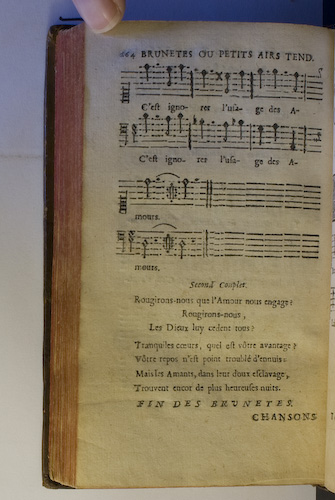 164 BRUNETES OU PETITS AIRS TEND.
C'est igno- rer l'usa- ge des A-
C'est igno- rer l'usa- ge des A-
mours.
mours.
Second Couplet.
Rougirons-nous que l'Amour nous engage?
Rougirons-nous,
Les Dieux luy cedent tous?
Tranquiles cœurs, quel est vôtre avantage?
Vôtre repos n'est point troublé d'ennuis:
Mais les Amants, dans leur doux esclavage,
Trouvent encor de plus heureuses nuits.
FIN DES BRUNETES.
CHANSONS